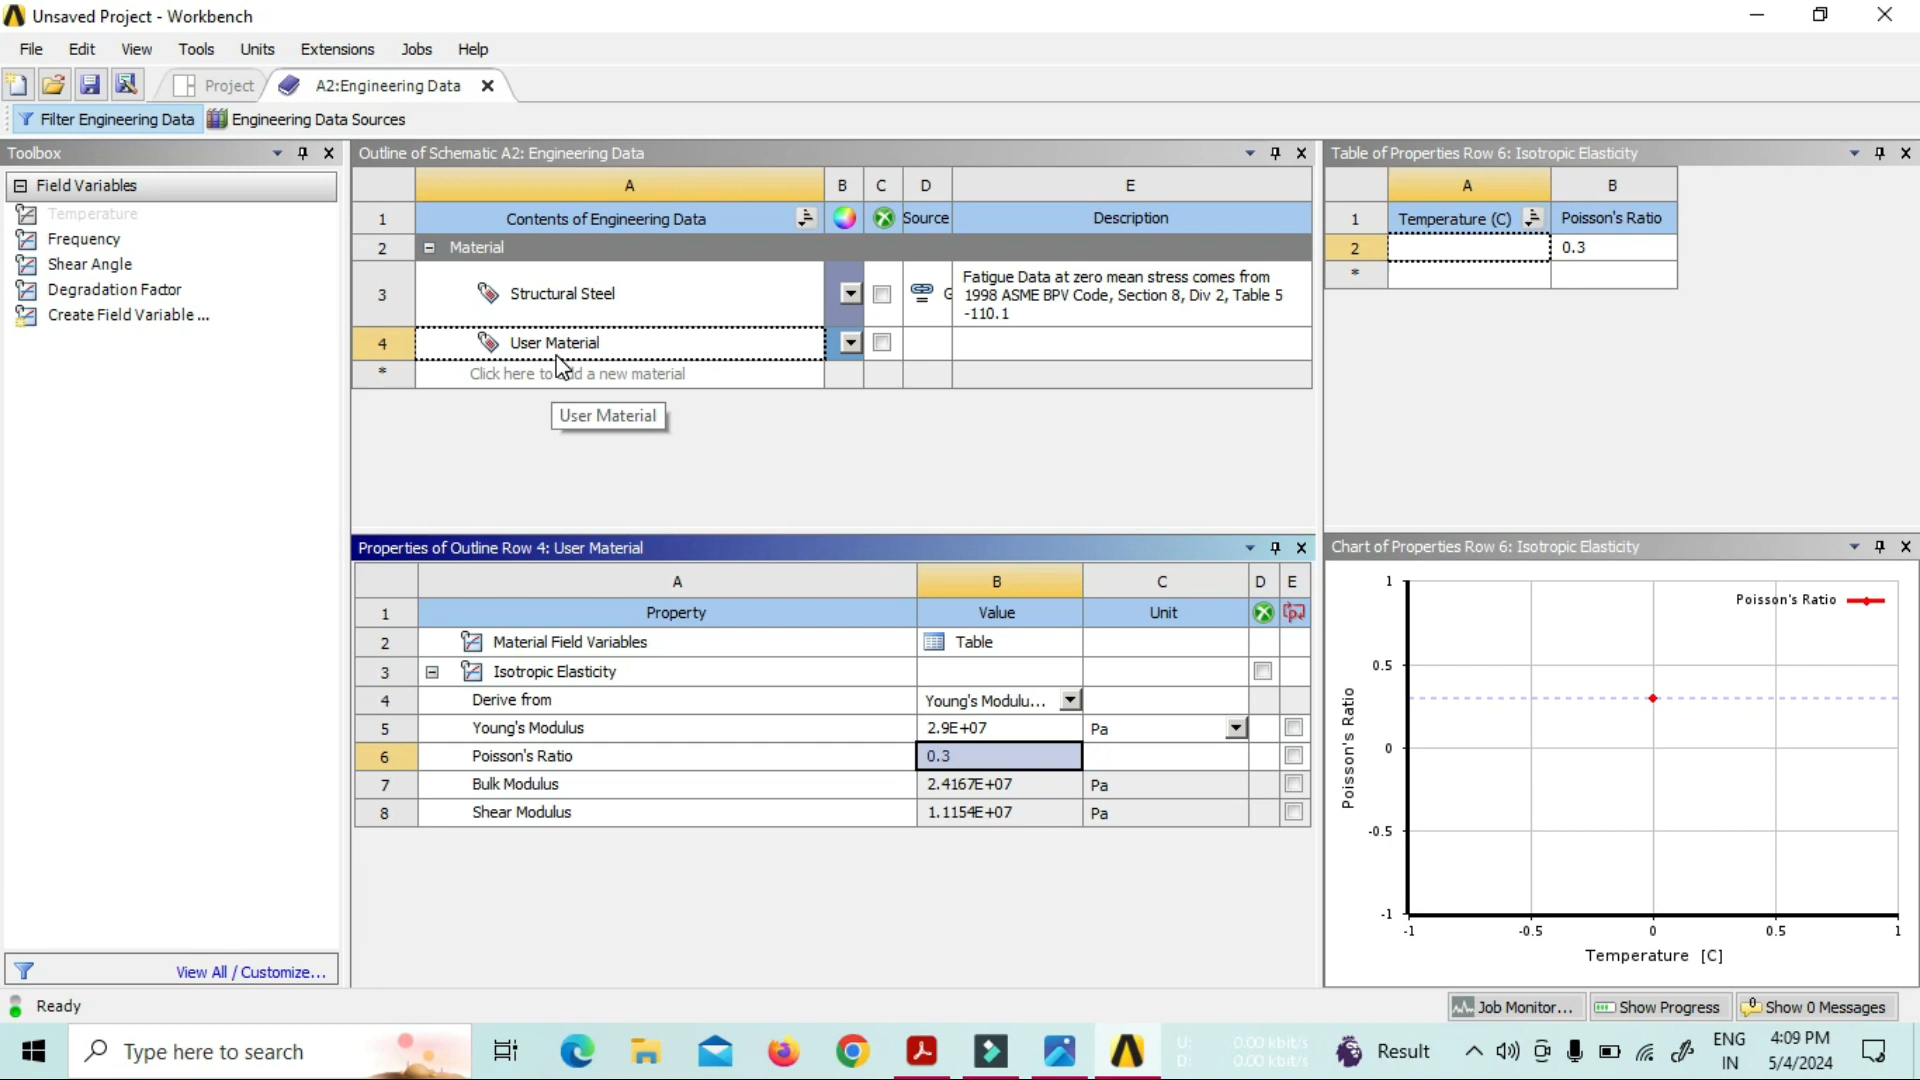 Unsaved Project - Workbench
File Edit View Tools Units Extensions Jobs Help
Project A2:Engineering Data
Filter Engineering Data Engineering Data Sources
Toolbox
Field Variables
Temperature
Frequency
Shear Angle
Degradation Factor
Create Field Variable ...
View All / Customize...
Outline of Schematic A2: Engineering Data
A B C D E
1 Contents of Engineering Data Source Description
2 Material
3 Structural Steel G Fatigue Data at zero mean stress comes from
1998 ASME BPV Code, Section 8, Div 2, Table 5
-110.1
4 User Material
* Click here to add a new material
User Material
Properties of Outline Row 4: User Material
A B C D E
1 Property Value Unit
2 Material Field Variables Table
3 Isotropic Elasticity
4 Derive from Young's Modulu...
5 Young's Modulus 2.9E+07 Pa
6 Poisson's Ratio 0.3
7 Bulk Modulus 2.4167E+07 Pa
8 Shear Modulus 1.1154E+07 Pa
Table of Properties Row 6: Isotropic Elasticity
A B
1 Temperature (C) Poisson's Ratio
2 0.3
*
Chart of Properties Row 6: Isotropic Elasticity
Poisson's Ratio
1
0.5
0
-0.5
-1
Poisson's Ratio
-1 -0.5 0 0.5 1
Temperature [C]
Ready
Job Monitor... Show Progress 0 Show 0 Messages
Type here to search
U: 0.00 kbit/s
D: 0.00 kbit/s
Result
ENG
IN
4:09 PM
5/4/2024